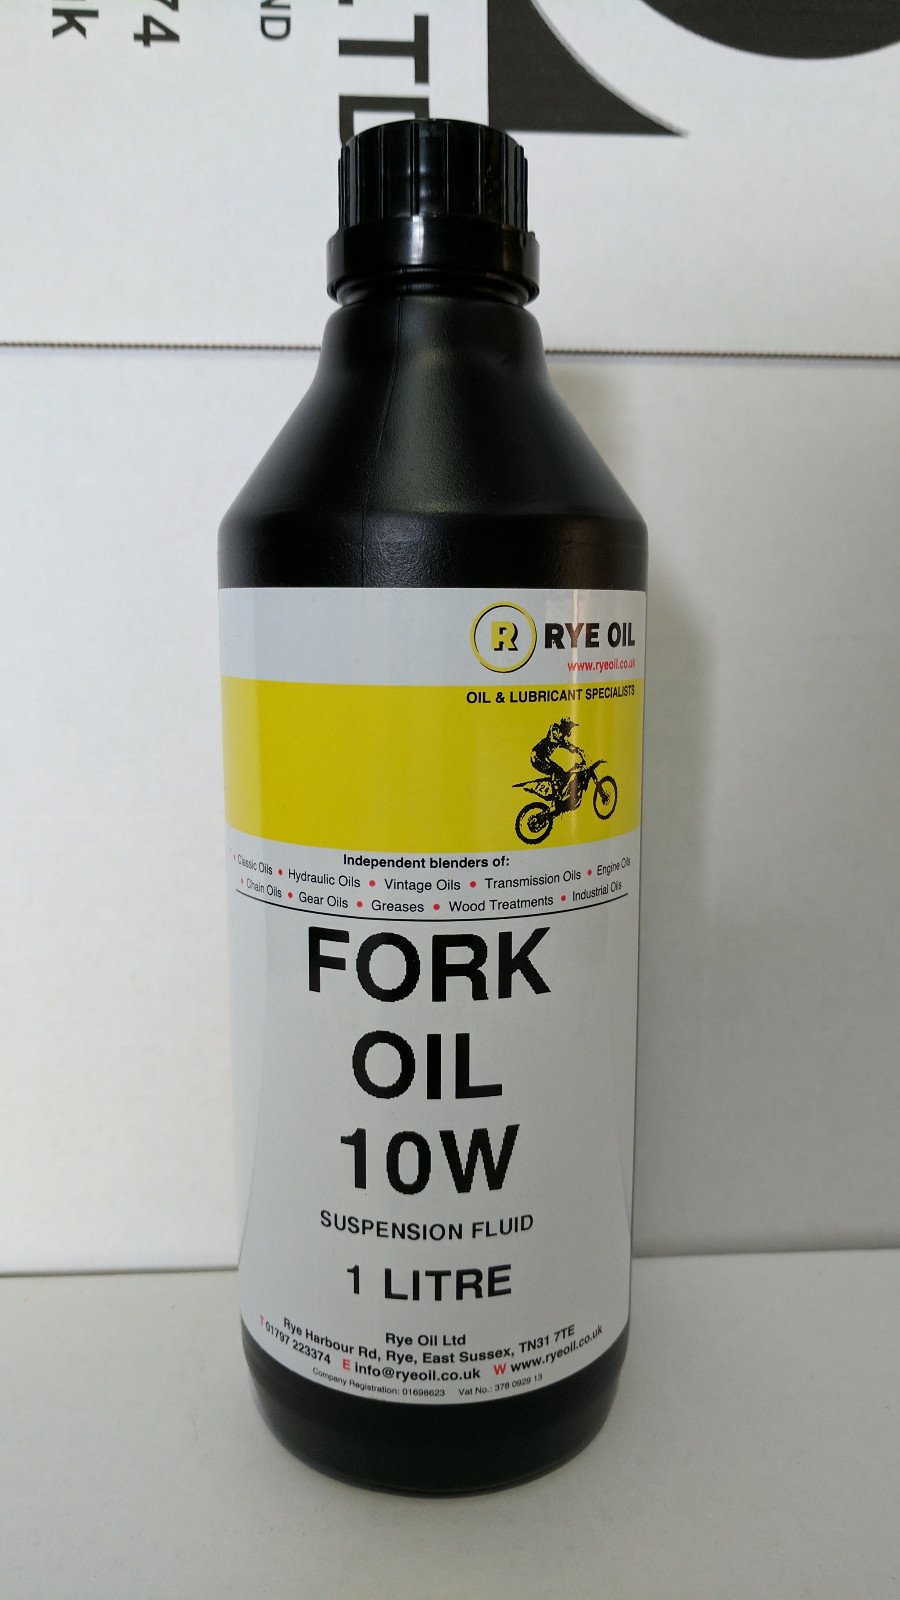 74
ND
LTD
R RYE OIL
www.ryeoil.co.uk
OIL & LUBRICANT SPECIALISTS
Independent blenders of:
• Classic Oils • Hydraulic Oils • Vintage Oils • Transmission Oils • Engine Oils
• Chain Oils • Gear Oils • Greases • Wood Treatments • Industrial Oils
FORK
OIL
10W
SUSPENSION FLUID
1 LITRE
Rye Oil Ltd
Rye Harbour Rd, Rye, East Sussex, TN31 7TE
T 01797 223374 E info@ryeoil.co.uk W www.ryeoil.co.uk
Company Registration: 01698623 Vat No.: 378 0929 13